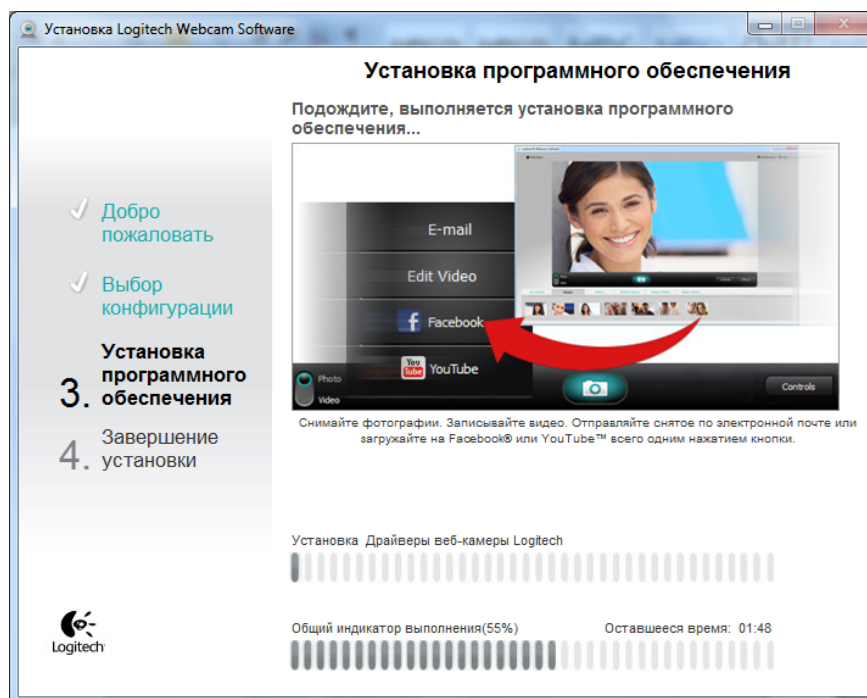 Установка Logitech Webcam Software
Установка программного обеспечения
Подождите, выполняется установка программного
обеспечения...
Добро
пожаловать
Выбор
конфигурации
3. Установка
программного
обеспечения
4. Завершение
установки
E-mail
Edit Video
Facebook
You
Tube
YouTube
Photo
Video
Controls
Снимайте фотографии. Записывайте видео. Отправляйте снятое по электронной почте или
загружайте на Facebook® или YouTube™ всего одним нажатием кнопки.
Установка Драйверы веб-камеры Logitech
Общий индикатор выполнения(55%) Оставшееся время: 01:48
Logitech